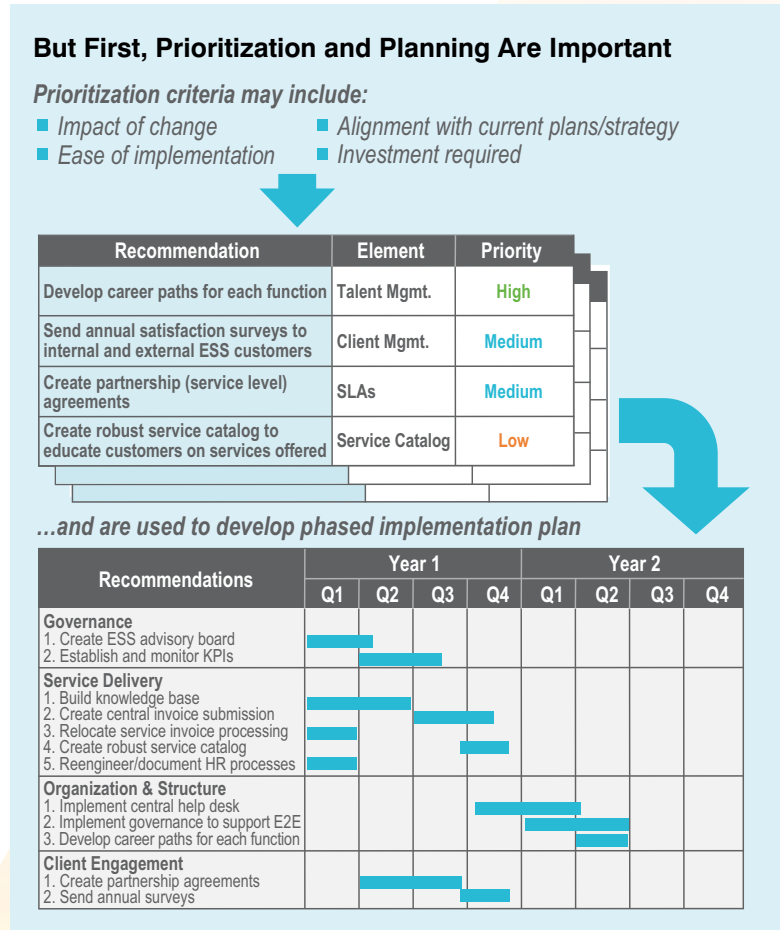 But First, Prioritization and Planning Are Important
Prioritization criteria may include:
Impact of change
Alignment with current plans/strategy
Ease of implementation
Investment required
Recommendation Element Priority
Develop career paths for each function Talent Mgmt. High
Send annual satisfaction surveys to
internal and external ESS customers Client Mgmt. Medium
Create partnership (service level)
agreements SLAs Medium
Create robust service catalog to
educate customers on services offered Service Catalog Low
...and are used to develop phased implementation plan
Recommendations Year 1 Year 2
Q1 Q2 Q3 Q4 Q1 Q2 Q3 Q4
Governance
1. Create ESS advisory board
2. Establish and monitor KPIs
Service Delivery
1. Build knowledge base
2. Create central invoice submission
3. Relocate service invoice processing
4. Create robust service catalog
5. Reengineer/document HR processes
Organization & Structure
1. Implement central help desk
2. Implement governance to support E2E
3. Develop career paths for each function
Client Engagement
1. Create partnership agreements
2. Send annual surveys